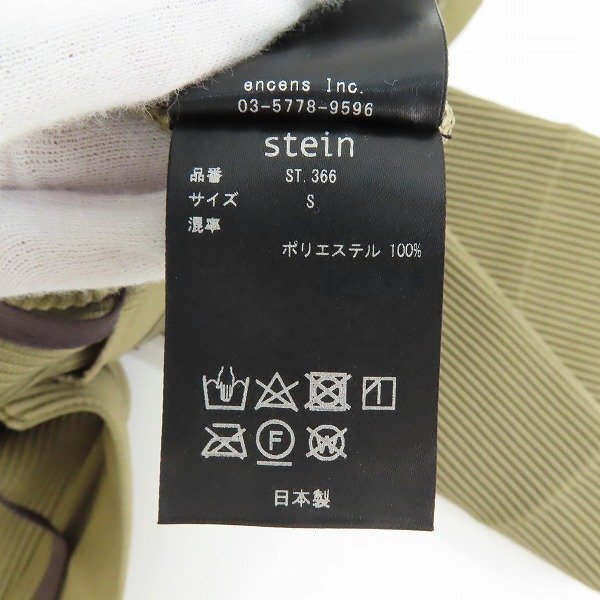 encens Inc.
03-5778-9596
stein
品番 ST.366
サイズ S
混率
ポリエステル 100%
F
W
日本製